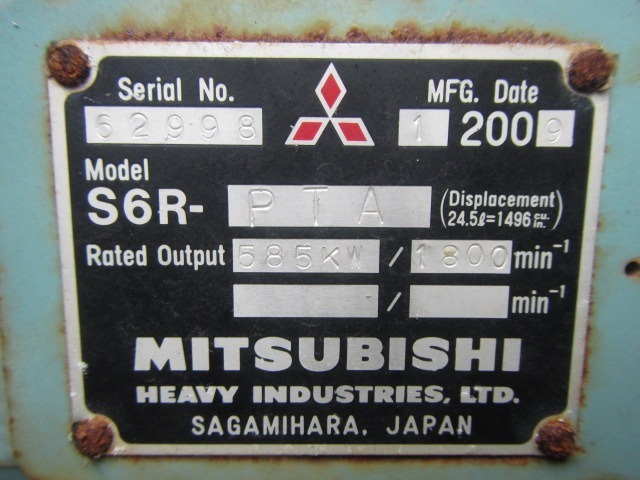 Serial No. MFG. Date
62998 1 2009
Model
S6R-PTA (Displacement 24.5ℓ=1496 cu. in.)
Rated Output 585KW / 1800 min⁻¹
/ min⁻¹
MITSUBISHI
HEAVY INDUSTRIES, LTD.
SAGAMIHARA, JAPAN